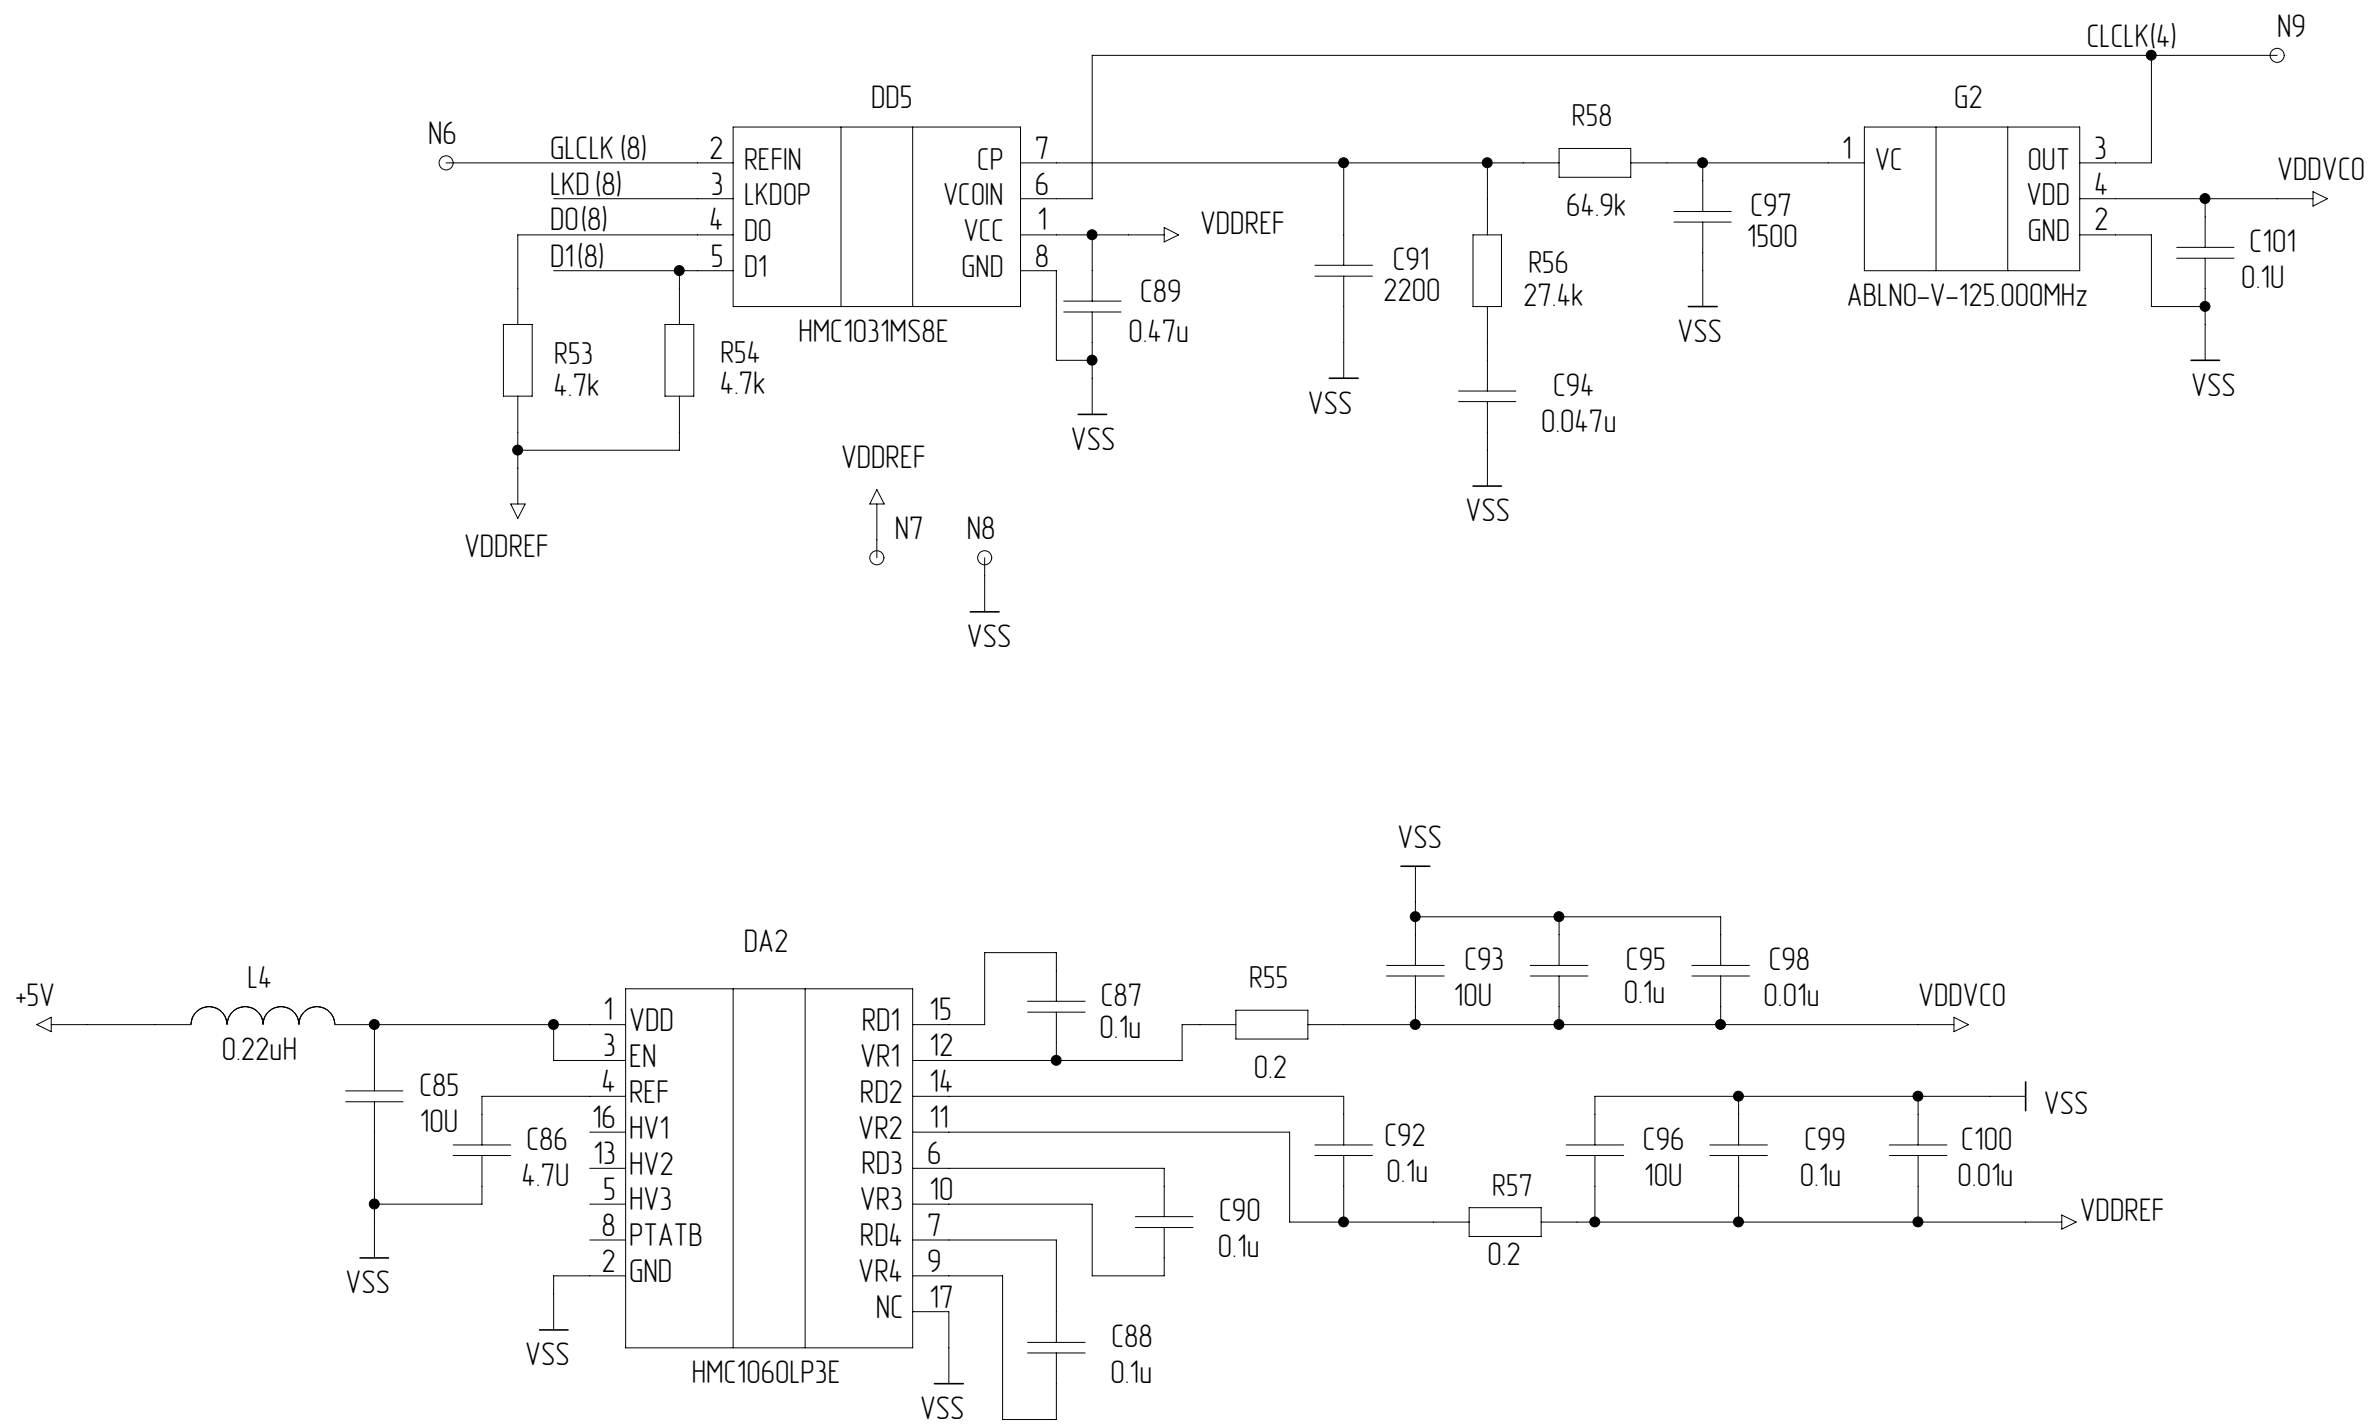 CLCLK(4)
N9
DD5
G2
R58
64.9k
N6
GLCLK (8)
2
REFIN
LKD (8)
3
LKDOP
D0(8)
4
D0
D1(8)
5
D1
CP
7
VCOIN
6
VCC
1
GND
8
HMC1031MS8E
VDDREF
C89
0.47u
VSS
R53
4.7k
R54
4.7k
VDDREF
VDDREF
N7
N8
VSS
C91
2200
VSS
R56
27.4k
C94
0.047u
VSS
C97
1500
VSS
1
VC
OUT
3
VDD
4
GND
2
ABLNO-V-125.000MHz
VDDVCO
C101
0.1U
VSS
+5V
L4
0.22uH
C85
10U
C86
4.7U
VSS
DA2
1
VDD
3
EN
4
REF
16
HV1
13
HV2
5
HV3
8
PTATB
2
GND
VSS
RD1
15
VR1
12
RD2
14
VR2
11
RD3
6
VR3
10
RD4
7
VR4
9
NC
17
HMC1060LP3E
VSS
C87
0.1u
C88
0.1u
C90
0.1u
C92
0.1u
R55
0.2
VSS
C93
10U
C95
0.1u
C98
0.01u
VDDVCO
R57
0.2
C96
10U
C99
0.1u
C100
0.01u
VSS
VDDREF